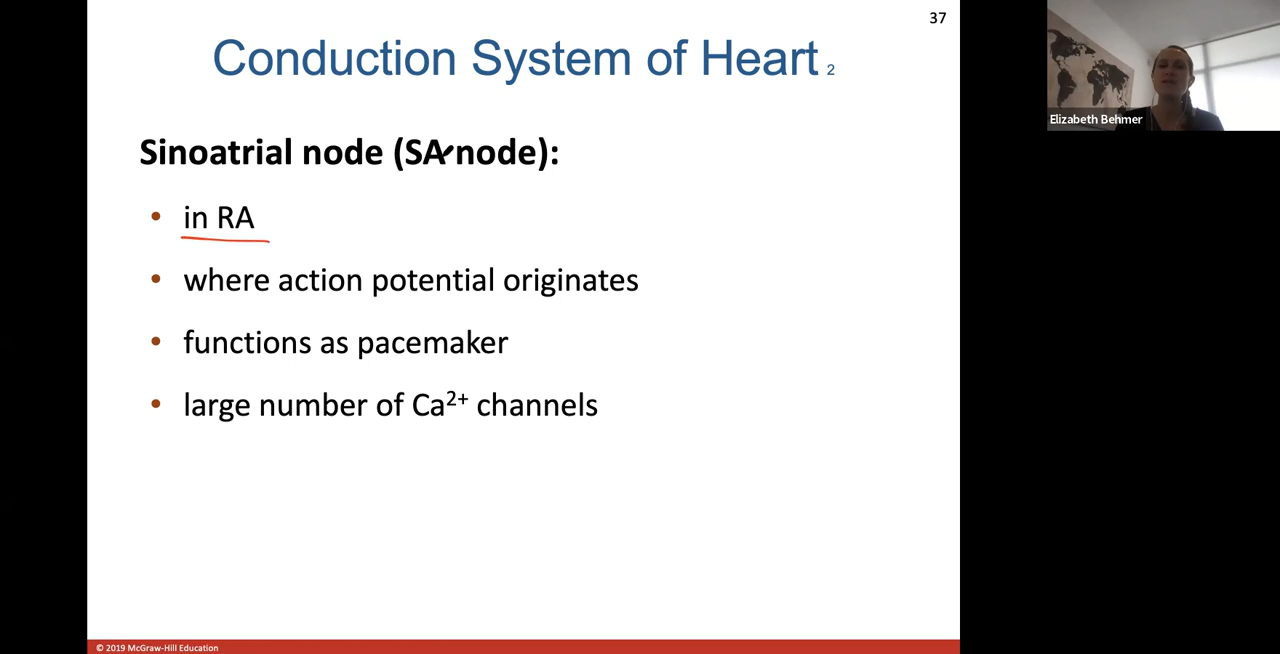 37
Conduction System of Heart 2
Elizabeth Behmer
Sinoatrial node (SA node):
• in RA
• where action potential originates
• functions as pacemaker
• large number of Ca²⁺ channels
© 2019 McGraw-Hill Education